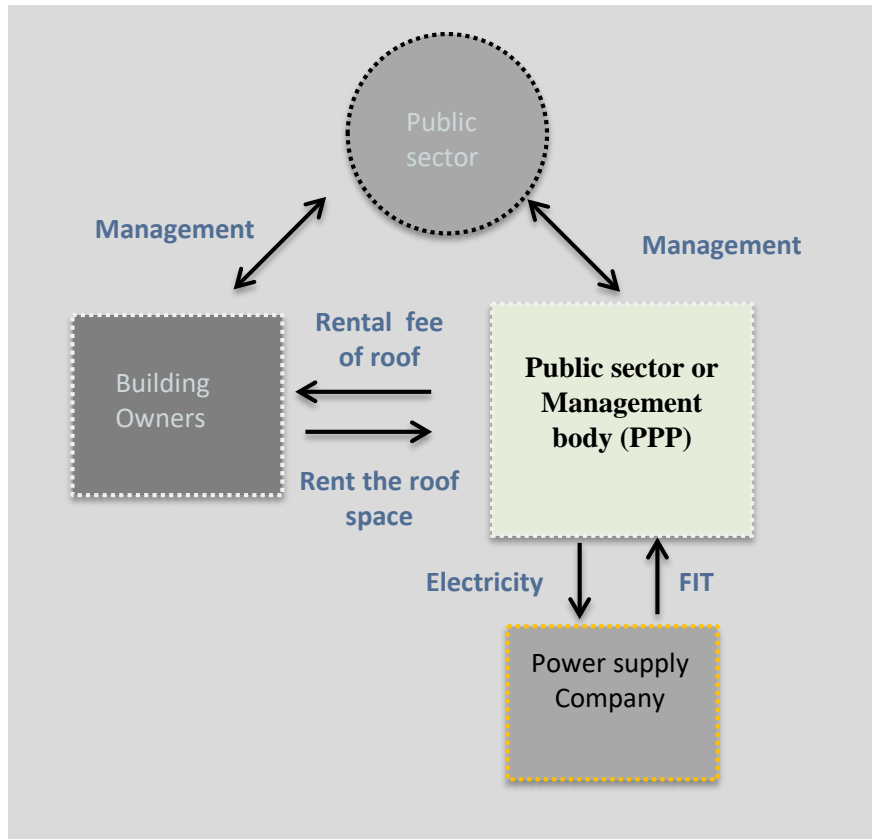 Public
sector
Management
Management
Rental fee
of roof
Building
Owners
Public sector or
Management
body (PPP)
Rent the roof
space
Electricity
FIT
Power supply
Company